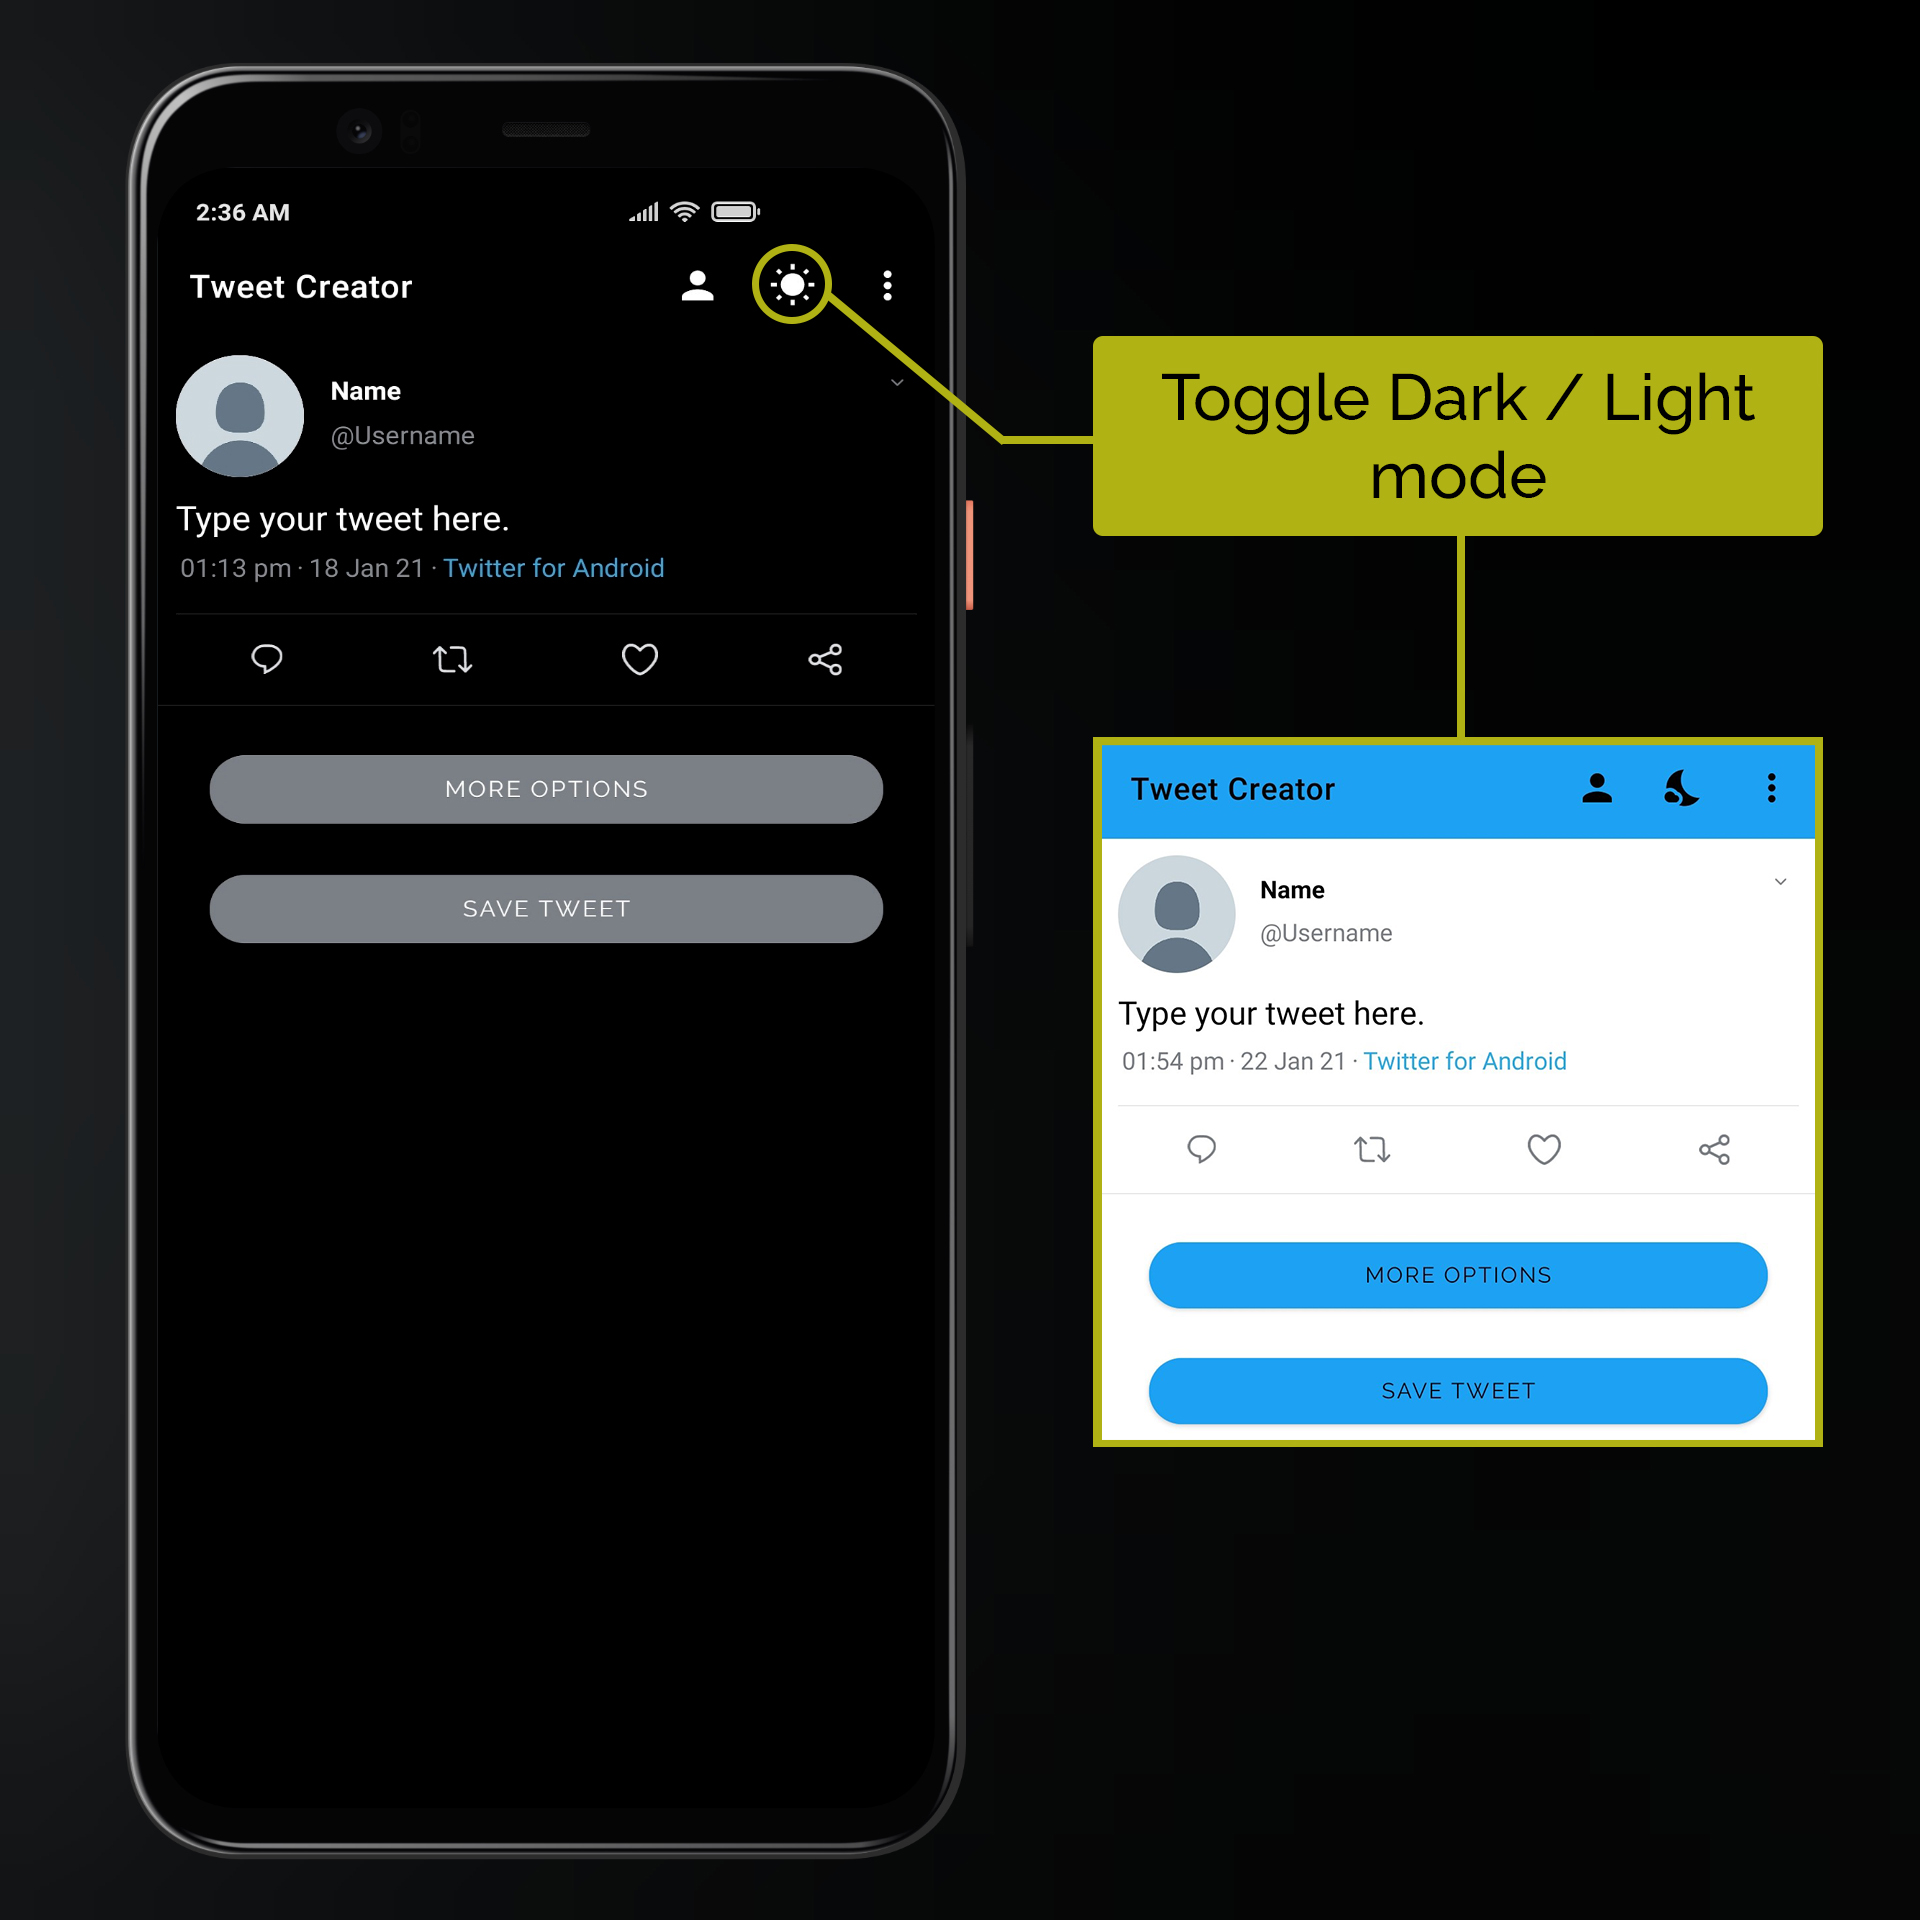 2:36 AM
Tweet Creator
Name
@Username
Type your tweet here.
01:13 pm · 18 Jan 21 · Twitter for Android
MORE OPTIONS
SAVE TWEET
Toggle Dark / Light
mode
Tweet Creator
Name
@Username
Type your tweet here.
01:54 pm · 22 Jan 21 · Twitter for Android
MORE OPTIONS
SAVE TWEET